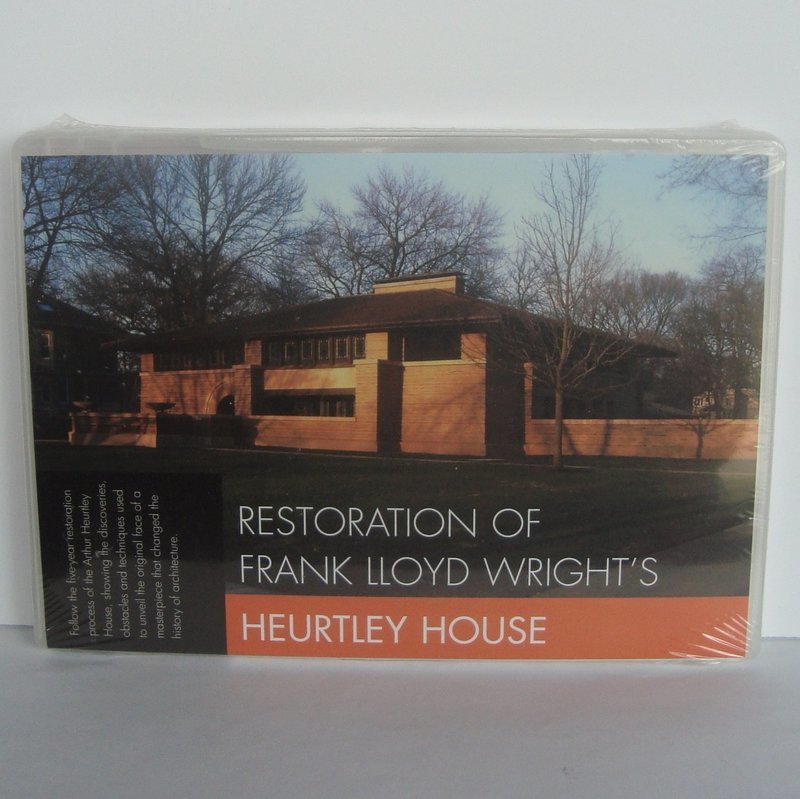 RESTORATION OF
FRANK LLOYD WRIGHT'S
HEURTLEY HOUSE
Follow the five-year restoration
process of the Arthur Heurtley
House, showing the discoveries,
obstacles and techniques used
to unveil the original face of a
masterpiece that changed the
history of architecture.